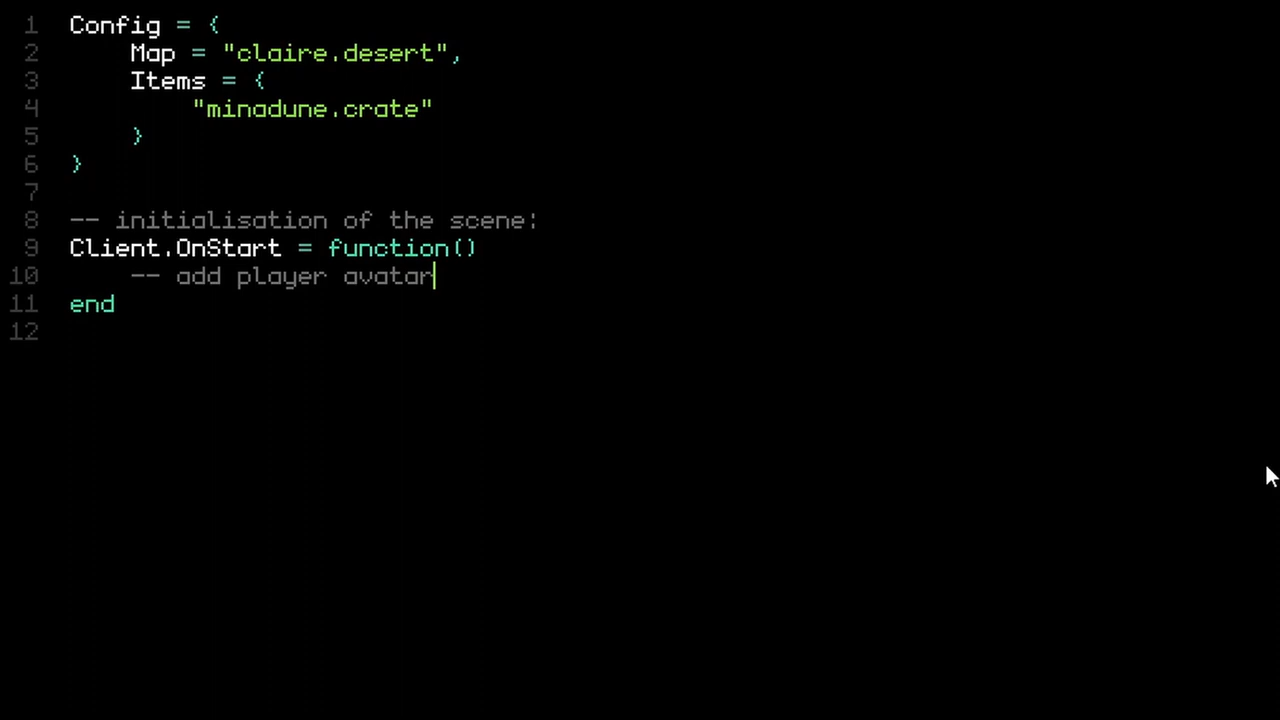 1 Config = {
2 Map = "claire.desert",
3 Items = {
4 "minadune.crate"
5 }
6 }
7
8 -- initialisation of the scene:
9 Client.OnStart = function()
10 -- add player avatar
11 end
12